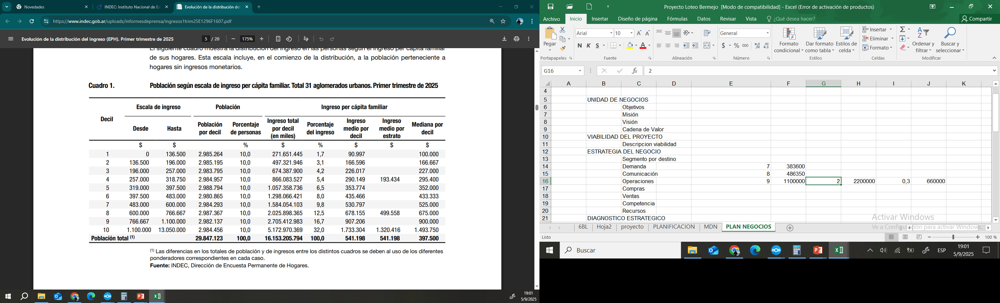 Novedades
INDEC: Instituto Nacional de Es
Evolución de la distribución del
https://www.indec.gob.ar/uploads/informesdeprensa/ingresos1trim25E1296F1607.pdf
Evolución de la distribución del ingreso (EPH). Primer trimestre de 2025
5 / 20
175%
El siguiente cuadro muestra la distribución del ingreso en las personas según el ingreso per cápita familiar
de sus hogares. Esta escala incluye, en el comienzo de la distribución, a la población perteneciente a
hogares sin ingresos monetarios.
Cuadro 1. Población según escala de ingreso per cápita familiar. Total 31 aglomerados urbanos. Primer trimestre de 2025
Escala de ingreso Población Ingreso per cápita familiar
Decil Desde Hasta Población por decil Porcentaje de personas Ingreso total por decil (en miles) Porcentaje del ingreso Ingreso medio por decil Ingreso medio por estrato Mediana por decil
$ $ % $ % $ $ $
1 0 136.500 2.985.264 10,0 271.651.445 1,7 90.997 100.000
2 136.500 196.000 2.985.195 10,0 497.321.946 3,1 166.596 166.667
3 196.000 257.000 2.983.795 10,0 674.387.900 4,2 226.017 227.000
4 257.000 318.750 2.984.957 10,0 866.083.527 5,4 290.149 193.434 295.400
5 319.000 397.500 2.988.794 10,0 1.057.358.736 6,5 353.774 352.000
6 397.500 483.000 2.980.865 10,0 1.298.066.421 8,0 435.466 433.333
7 483.000 600.000 2.984.293 10,0 1.584.054.103 9,8 530.797 525.000
8 600.000 766.667 2.987.367 10,0 2.025.898.365 12,5 678.155 499.558 675.000
9 766.667 1.100.000 2.982.137 10,0 2.705.412.983 16,7 907.206 900.000
10 1.100.000 13.050.000 2.984.456 10,0 5.172.970.369 32,0 1.733.304 1.320.416 1.493.750
Población total (1) 29.847.123 100,0 16.153.205.794 100,0 541.198 541.198 397.500
(1) Las diferencias en los totales de población y de ingresos entre los distintos cuadros se deben al uso de los diferentes
ponderadores correspondientes en cada caso.
Fuente: INDEC, Dirección de Encuesta Permanente de Hogares.
19:01
5/9/2025
Proyecto Loteo Bermejo [Modo de compatibilidad] - Excel (Error de activación de productos)
Archivo Inicio Insertar Diseño de página Fórmulas Datos Revisar Vista ¿Qué desea hacer? Compartir
Pegar
Arial 10
N K S
General
$ % 000
Formato condicional
Dar formato como tabla
Estilos de celda
Insertar
Eliminar
Formato
Ordenar y filtrar
Buscar y seleccionar
Portapapeles Fuente Alineación Número Estilos Celdas Modificar
G16 fx 2
A B C D E F G H I J K
4
5 UNIDAD DE NEGOCIOS
6 Objetivos
7 Misión
8 Visión
9 Cadena de Valor
10 VIABILIDAD DEL PROYECTO
11 Descripcion viabilidad
12 ESTRATEGIA DEL NEGOCIO
13 Segmento por destino
14 Demanda 7 383600
15 Comunicación 8 486350
16 Operaciones 9 1100000 2 2200000 0,3 660000
17 Compras
18 Ventas
19 Competencia
20 Recursos
21 DIAGNOSTICO ESTRATEGICO
Activar Windows
Ve a Configuración para activar Windows.
6BL Hoja2 proyecto PLANIFICACION MDN PLAN NEGOCIOS
Listo
100 %
Buscar
ESP
19:01
5/9/2025